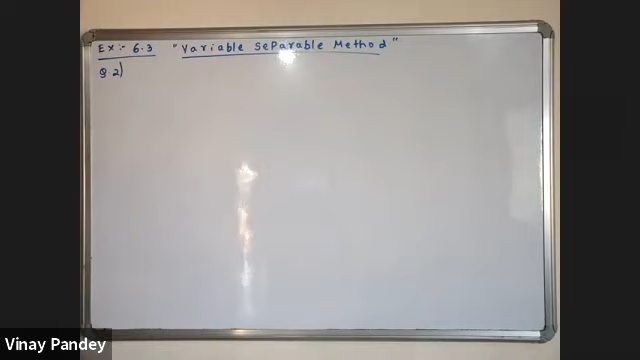 Ex:- 6.3 "Variable Separable Method"
Q.2)
Vinay Pandey